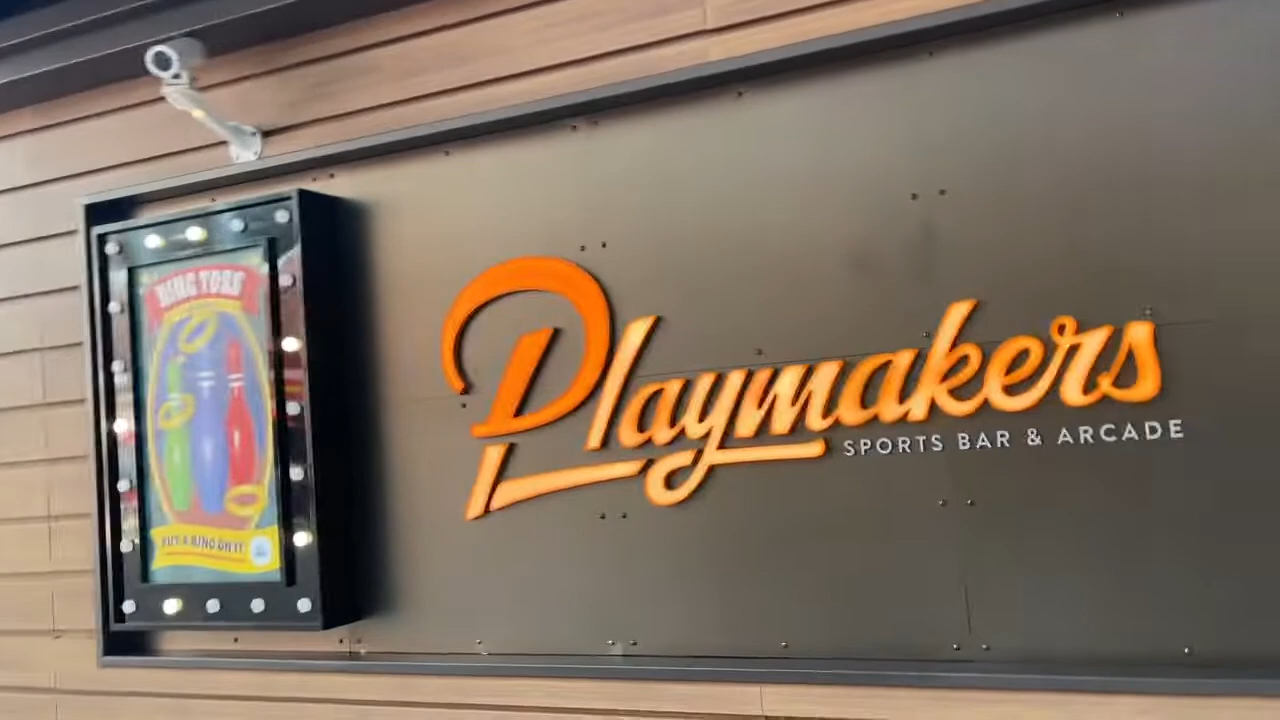 RING TOSS
PUT A RING ON IT
Playmakers
SPORTS BAR & ARCADE